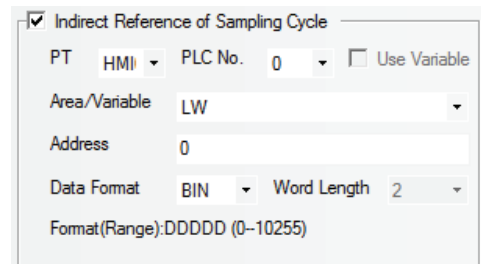 Indirect Reference of Sampling Cycle
PT HMI PLC No. 0 Use Variable
Area/Variable LW
Address 0
Data Format BIN Word Length 2
Format(Range):DDDDD (0--10255)